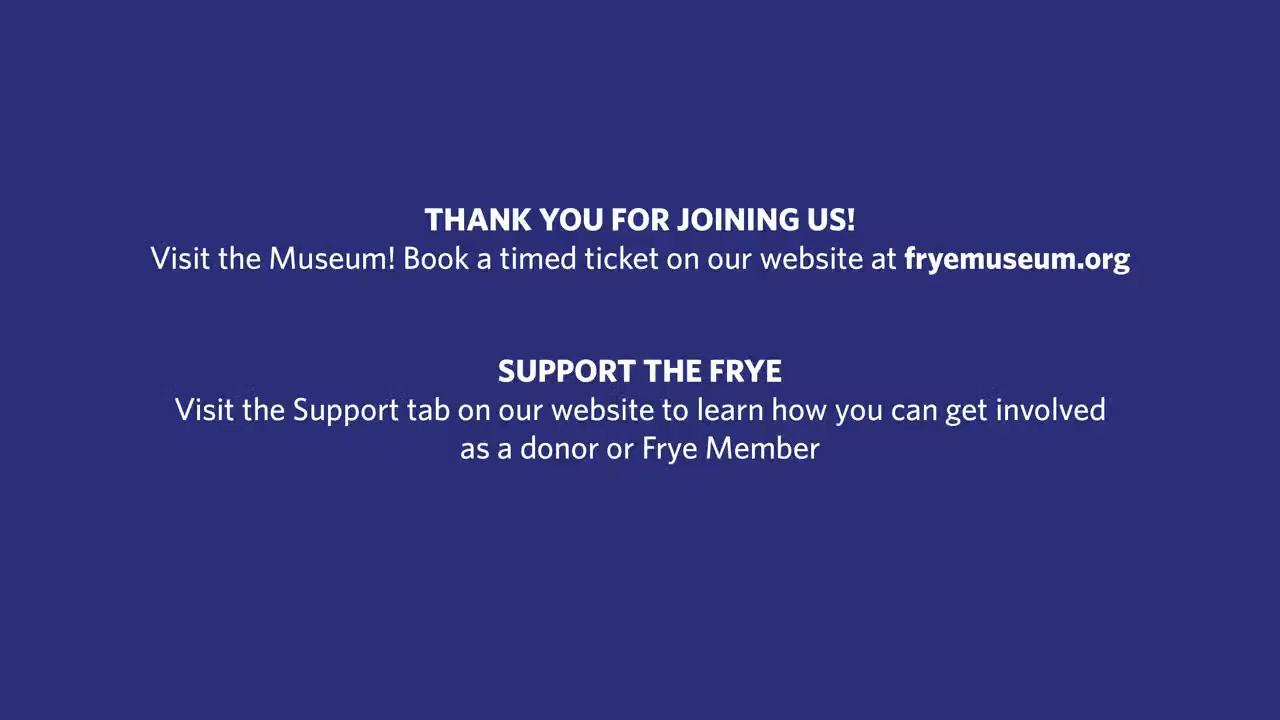 THANK YOU FOR JOINING US!
Visit the Museum! Book a timed ticket on our website at fryemuseum.org
SUPPORT THE FRYE
Visit the Support tab on our website to learn how you can get involved
as a donor or Frye Member